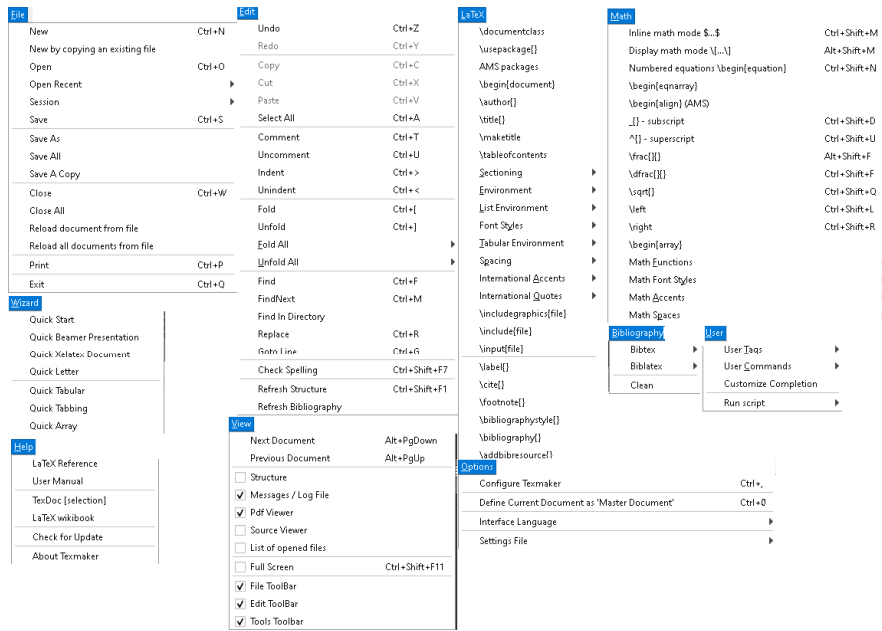 File
New Ctrl+N
New by copying an existing file
Open Ctrl+O
Open Recent
Session
Save Ctrl+S
Save As
Save All
Save A Copy
Close Ctrl+W
Close All
Reload document from file
Reload all documents from file
Print Ctrl+P
Exit Ctrl+Q
Wizard
Quick Start
Quick Beamer Presentation
Quick Xelatex Document
Quick Letter
Quick Tabular
Quick Tabbing
Quick Array
Help
LaTeX Reference
User Manual
TexDoc [selection]
LaTeX wikibook
Check for Update
About Texmaker
Edit
Undo Ctrl+Z
Redo Ctrl+Y
Copy Ctrl+C
Cut Ctrl+X
Paste Ctrl+V
Select All Ctrl+A
Comment Ctrl+T
Uncomment Ctrl+U
Indent Ctrl+>
Unindent Ctrl+<
Fold Ctrl+[
Unfold Ctrl+]
Fold All
Unfold All
Find Ctrl+F
FindNext Ctrl+M
Find In Directory
Replace Ctrl+R
Goto Line Ctrl+G
Check Spelling Ctrl+Shift+F7
Refresh Structure Ctrl+Shift+F1
Refresh Bibliography
View
Next Document Alt+PgDown
Previous Document Alt+PgUp
Structure
Messages / Log File
Pdf Viewer
Source Viewer
List of opened files
Full Screen Ctrl+Shift+F11
File ToolBar
Edit ToolBar
Tools Toolbar
LaTeX
\documentclass
\usepackage{}
AMS packages
\begin{document}
\author{}
\title{}
\maketitle
\tableofcontents
Sectioning
Environment
List Environment
Font Styles
Tabular Environment
Spacing
International Accents
International Quotes
\includegraphics{file}
\include{file}
\input{file}
\label{}
\cite{}
\footnote{}
\bibliographystyle{}
\bibliography{}
\addbibresource{}
Options
Configure Texmaker Ctrl+,
Define Current Document as 'Master Document' Ctrl+0
Interface Language
Settings File
Math
Inline math mode $...$ Ctrl+Shift+M
Display math mode \[...\] Alt+Shift+M
Numbered equations \begin{equation} Ctrl+Shift+N
\begin{eqnarray}
\begin{align} (AMS)
_{} - subscript Ctrl+Shift+D
^{} - superscript Ctrl+Shift+U
\frac{}{} Alt+Shift+F
\dfrac{}{} Ctrl+Shift+F
\sqrt{} Ctrl+Shift+Q
\left Ctrl+Shift+L
\right Ctrl+Shift+R
\begin{array}
Math Functions
Math Font Styles
Math Accents
Math Spaces
Bibliography
Bibtex
Biblatex
Clean
User
User Tags
User Commands
Customize Completion
Run script